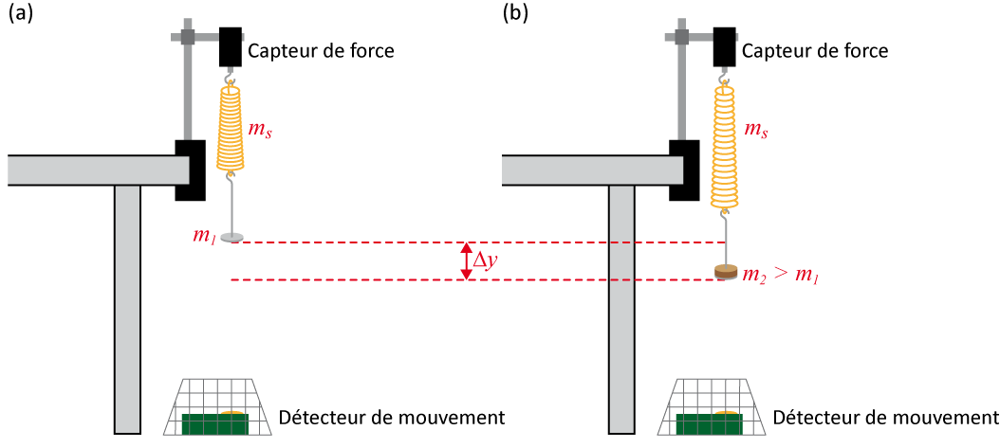 (a)
Capteur de force
m_s
m_1
Δy
Détecteur de mouvement
(b)
Capteur de force
m_s
m_2 > m_1
Détecteur de mouvement